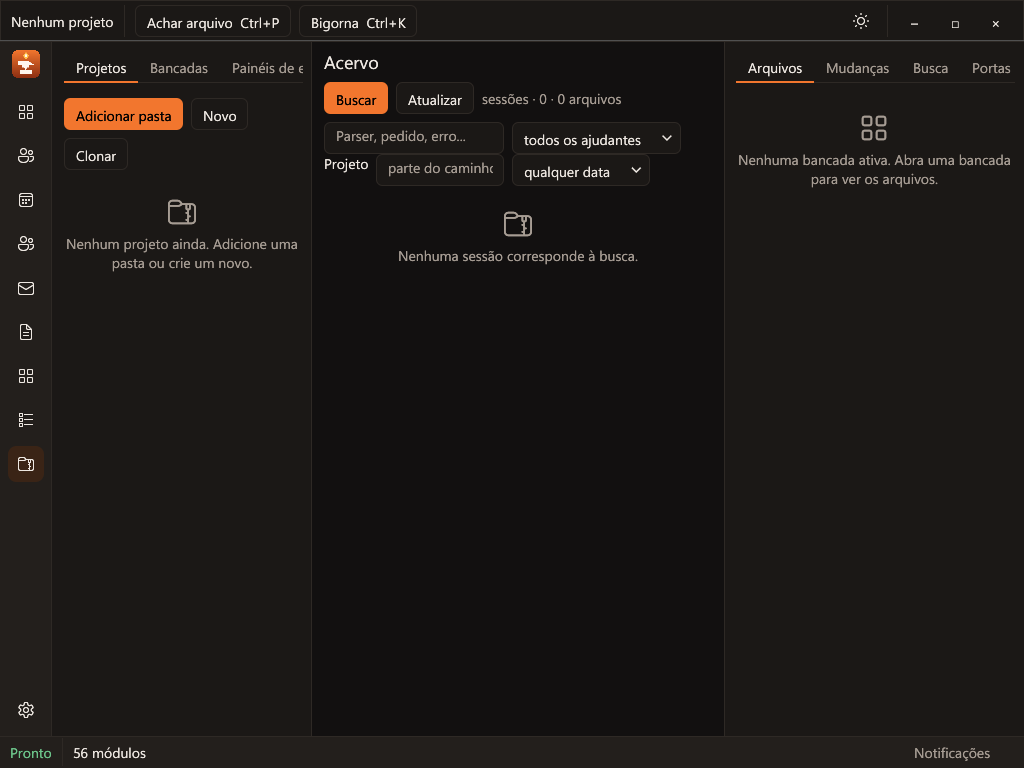 Nenhum projeto
Achar arquivo Ctrl+P
Bigorna Ctrl+K
Projetos
Bancadas
Painéis de e
Adicionar pasta
Novo
Clonar
Nenhum projeto ainda. Adicione uma
pasta ou crie um novo.
Acervo
Buscar
Atualizar
sessões · 0 · 0 arquivos
Parser, pedido, erro...
todos os ajudantes
Projeto
parte do caminho
qualquer data
Nenhuma sessão corresponde à busca.
Arquivos
Mudanças
Busca
Portas
Nenhuma bancada ativa. Abra uma bancada
para ver os arquivos.
Pronto
56 módulos
Notificações